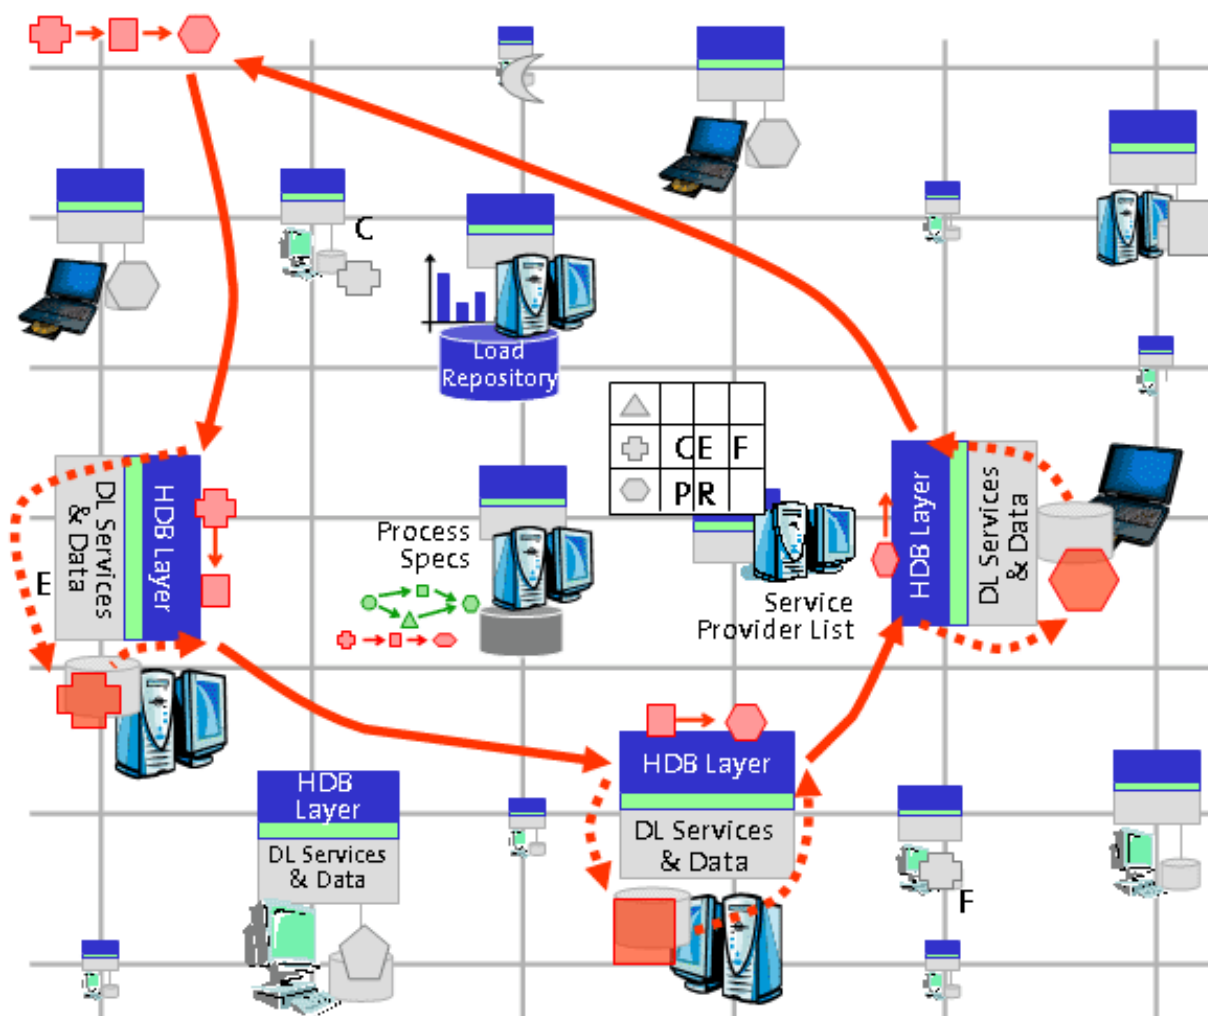 C
Load
Repository
C E F
P R
HDB Layer
DL Services
& Data
E
Process
Specs
Service
Provider List
HDB Layer
DL Services
& Data
HDB Layer
DL Services
& Data
HDB
Layer
DL Services
& Data
F